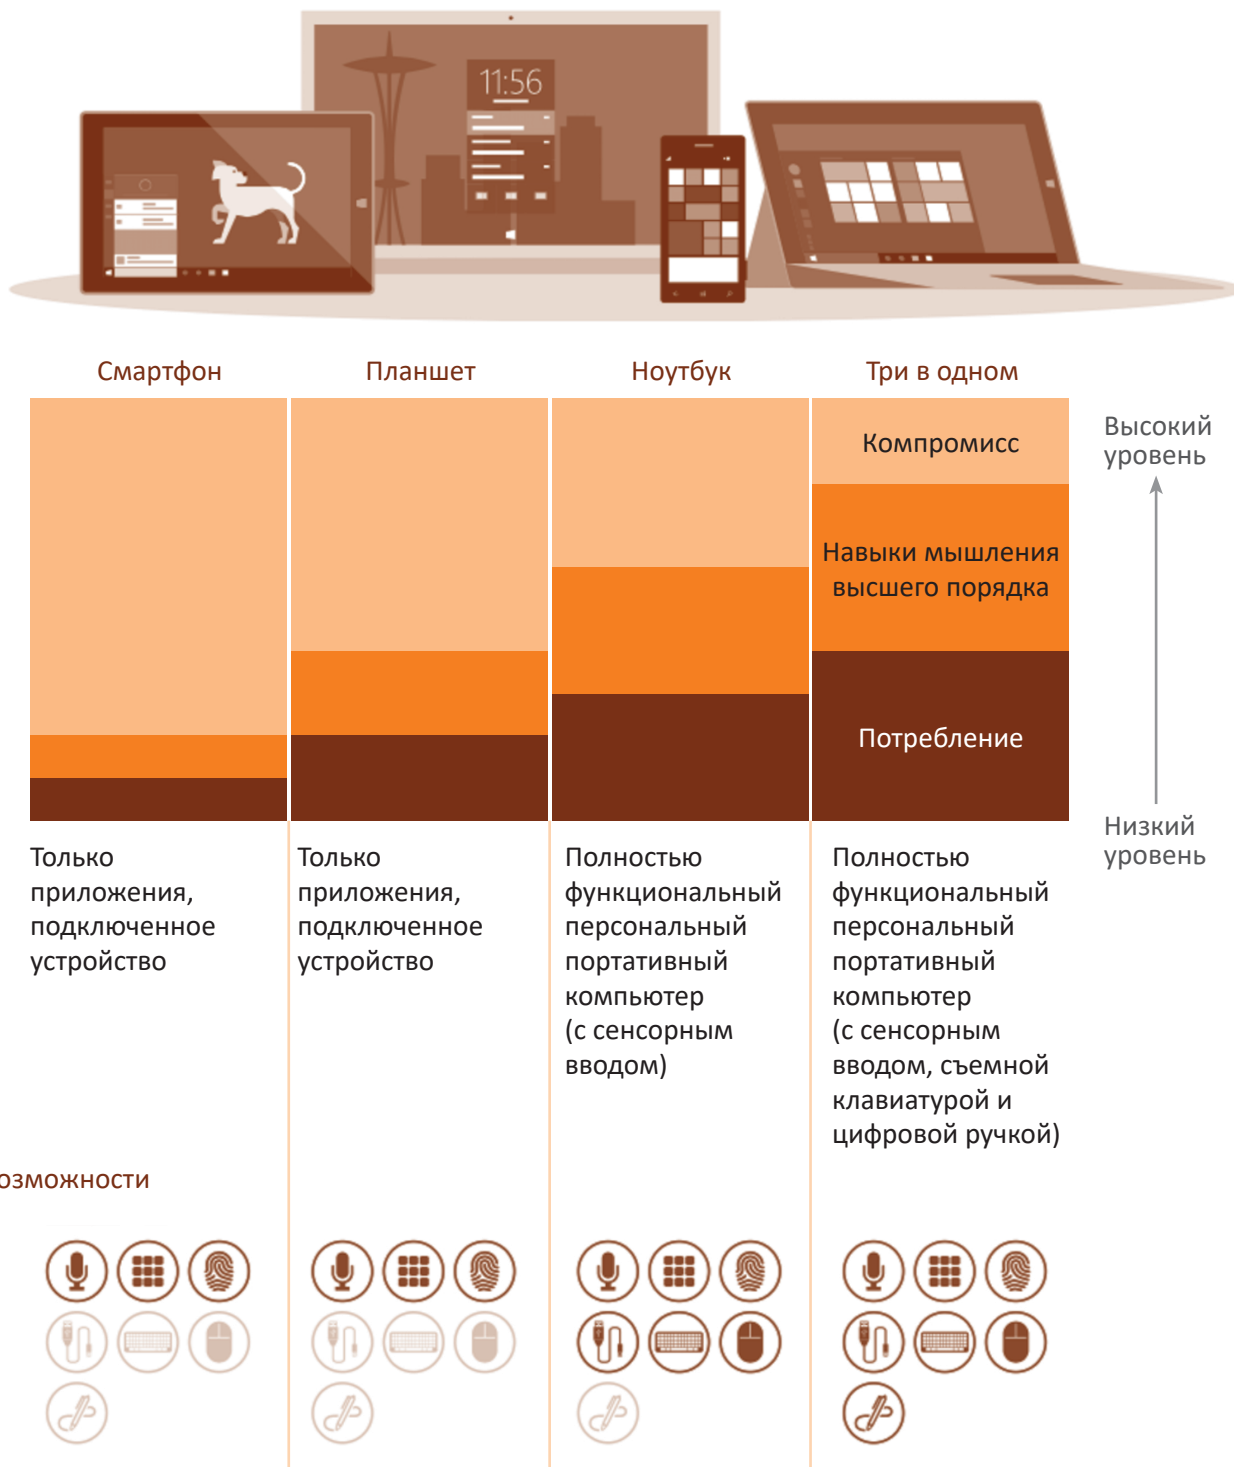 11:56
Смартфон
Планшет
Ноутбук
Три в одном
Компромисс
Навыки мышления
высшего порядка
Потребление
Высокий
уровень
Низкий
уровень
Только
приложения,
подключенное
устройство
Только
приложения,
подключенное
устройство
Полностью
функциональный
персональный
портативный
компьютер
(с сенсорным
вводом)
Полностью
функциональный
персональный
портативный
компьютер
(с сенсорным
вводом, съемной
клавиатурой и
цифровой ручкой)
озможности